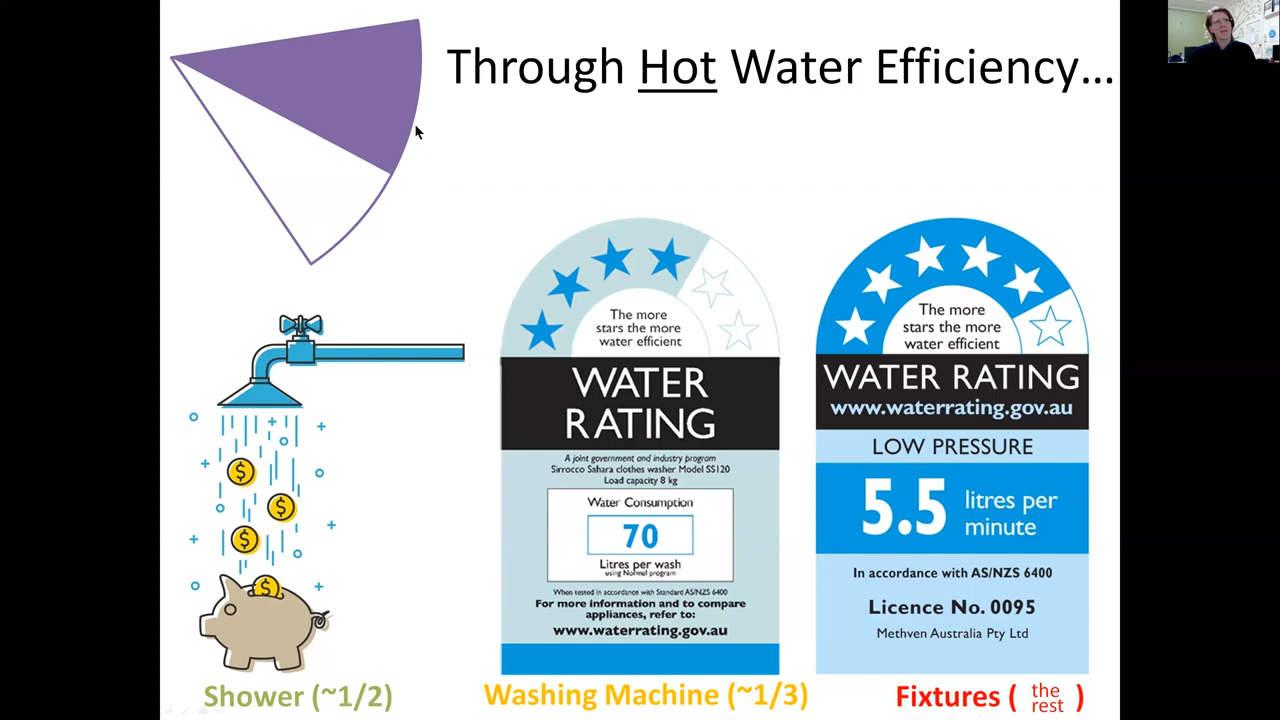 Through Hot Water Efficiency...
The more
stars the more
water efficient
WATER
RATING
A joint government and industry program
Sirrocco Sahara clothes washer Model SS120
Load capacity 8 kg
Water Consumption
70
Litres per wash
using Normal program
When tested in accordance with Standard AS/NZS 6400
For more information and to compare
appliances, refer to:
www.waterrating.gov.au
The more
stars the more
water efficient
WATER RATING
www.waterrating.gov.au
LOW PRESSURE
5.5 litres per
minute
In accordance with AS/NZS 6400
Licence No. 0095
Methven Australia Pty Ltd
$
$
$
$
Shower (~1/2)
Washing Machine (~1/3)
Fixtures ( the
rest )